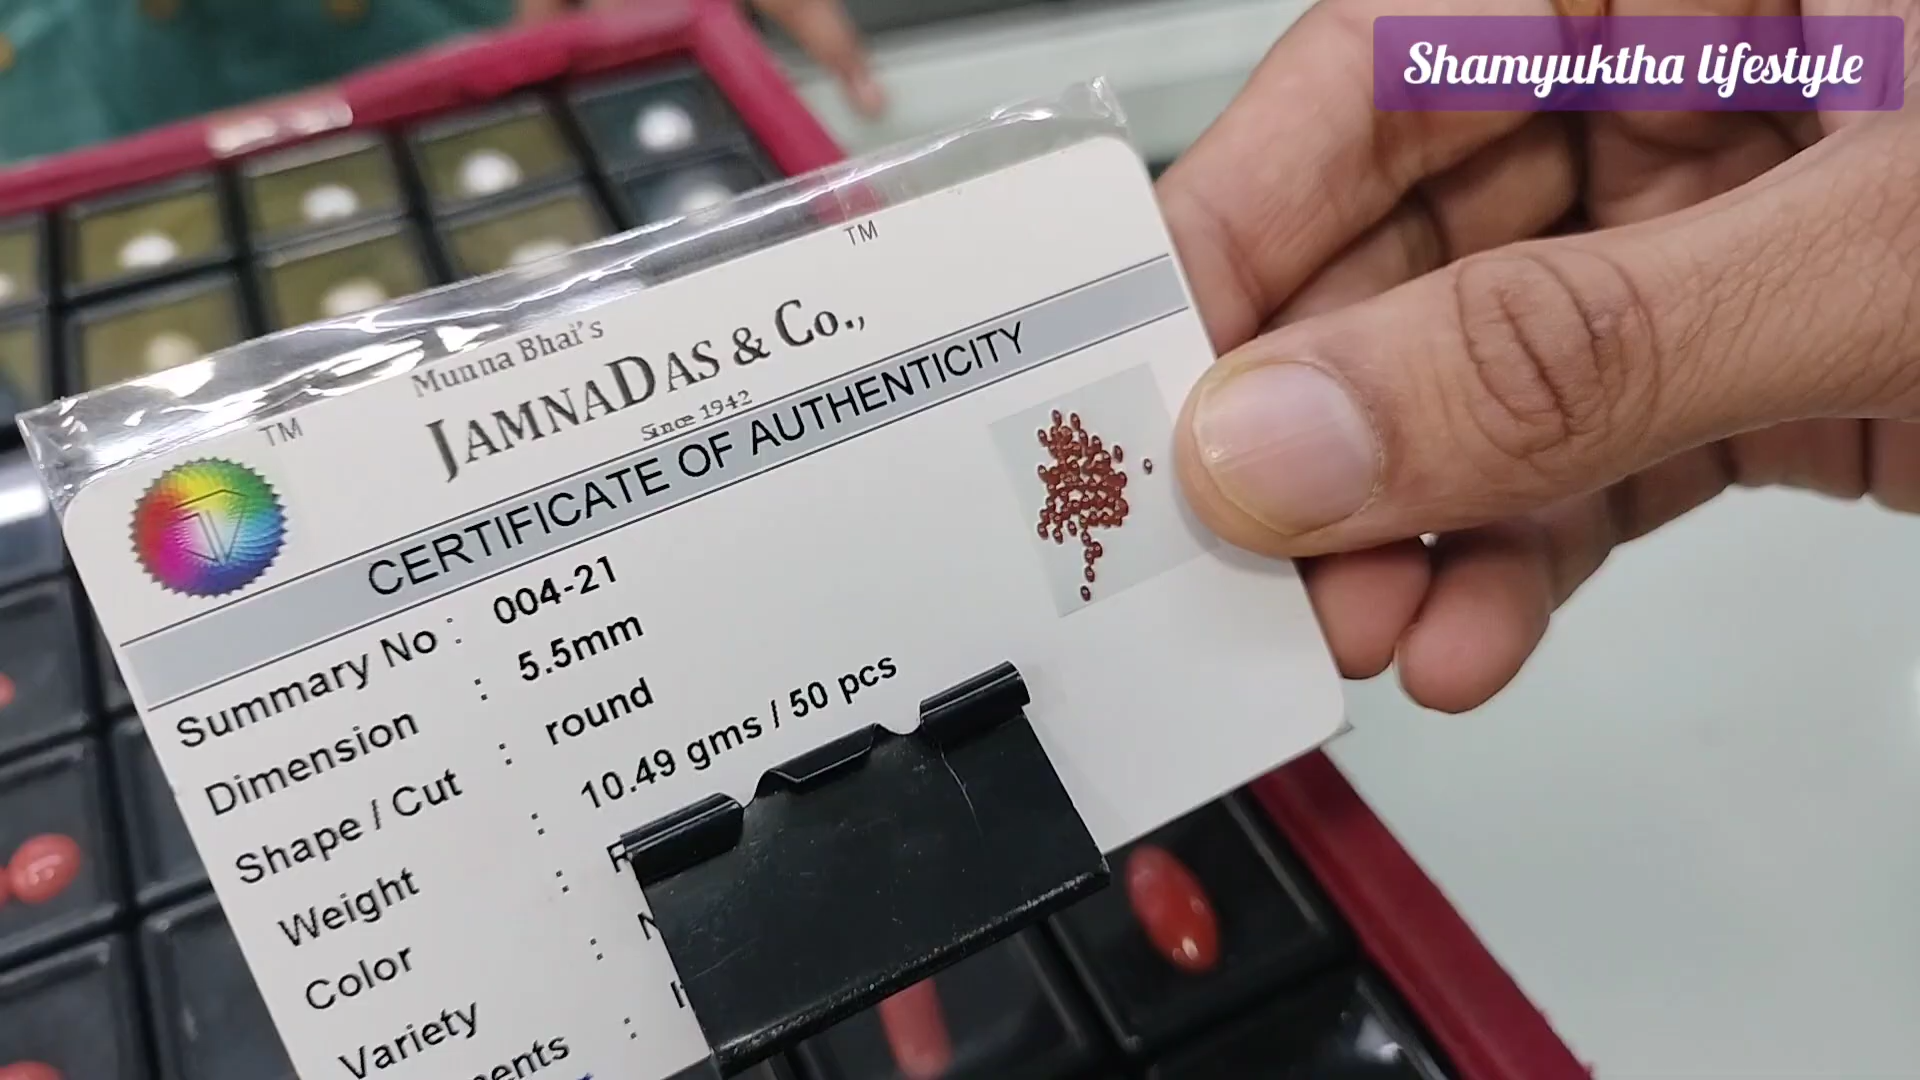 Shamyuktha lifestyle
TM
Munna Bhai's
JAMNADAS & Co.,
Since 1942
TM
CERTIFICATE OF AUTHENTICITY
Summary No : 004-21
Dimension : 5.5mm
Shape / Cut : round
Weight : 10.49 gms / 50 pcs
Color :
Variety :